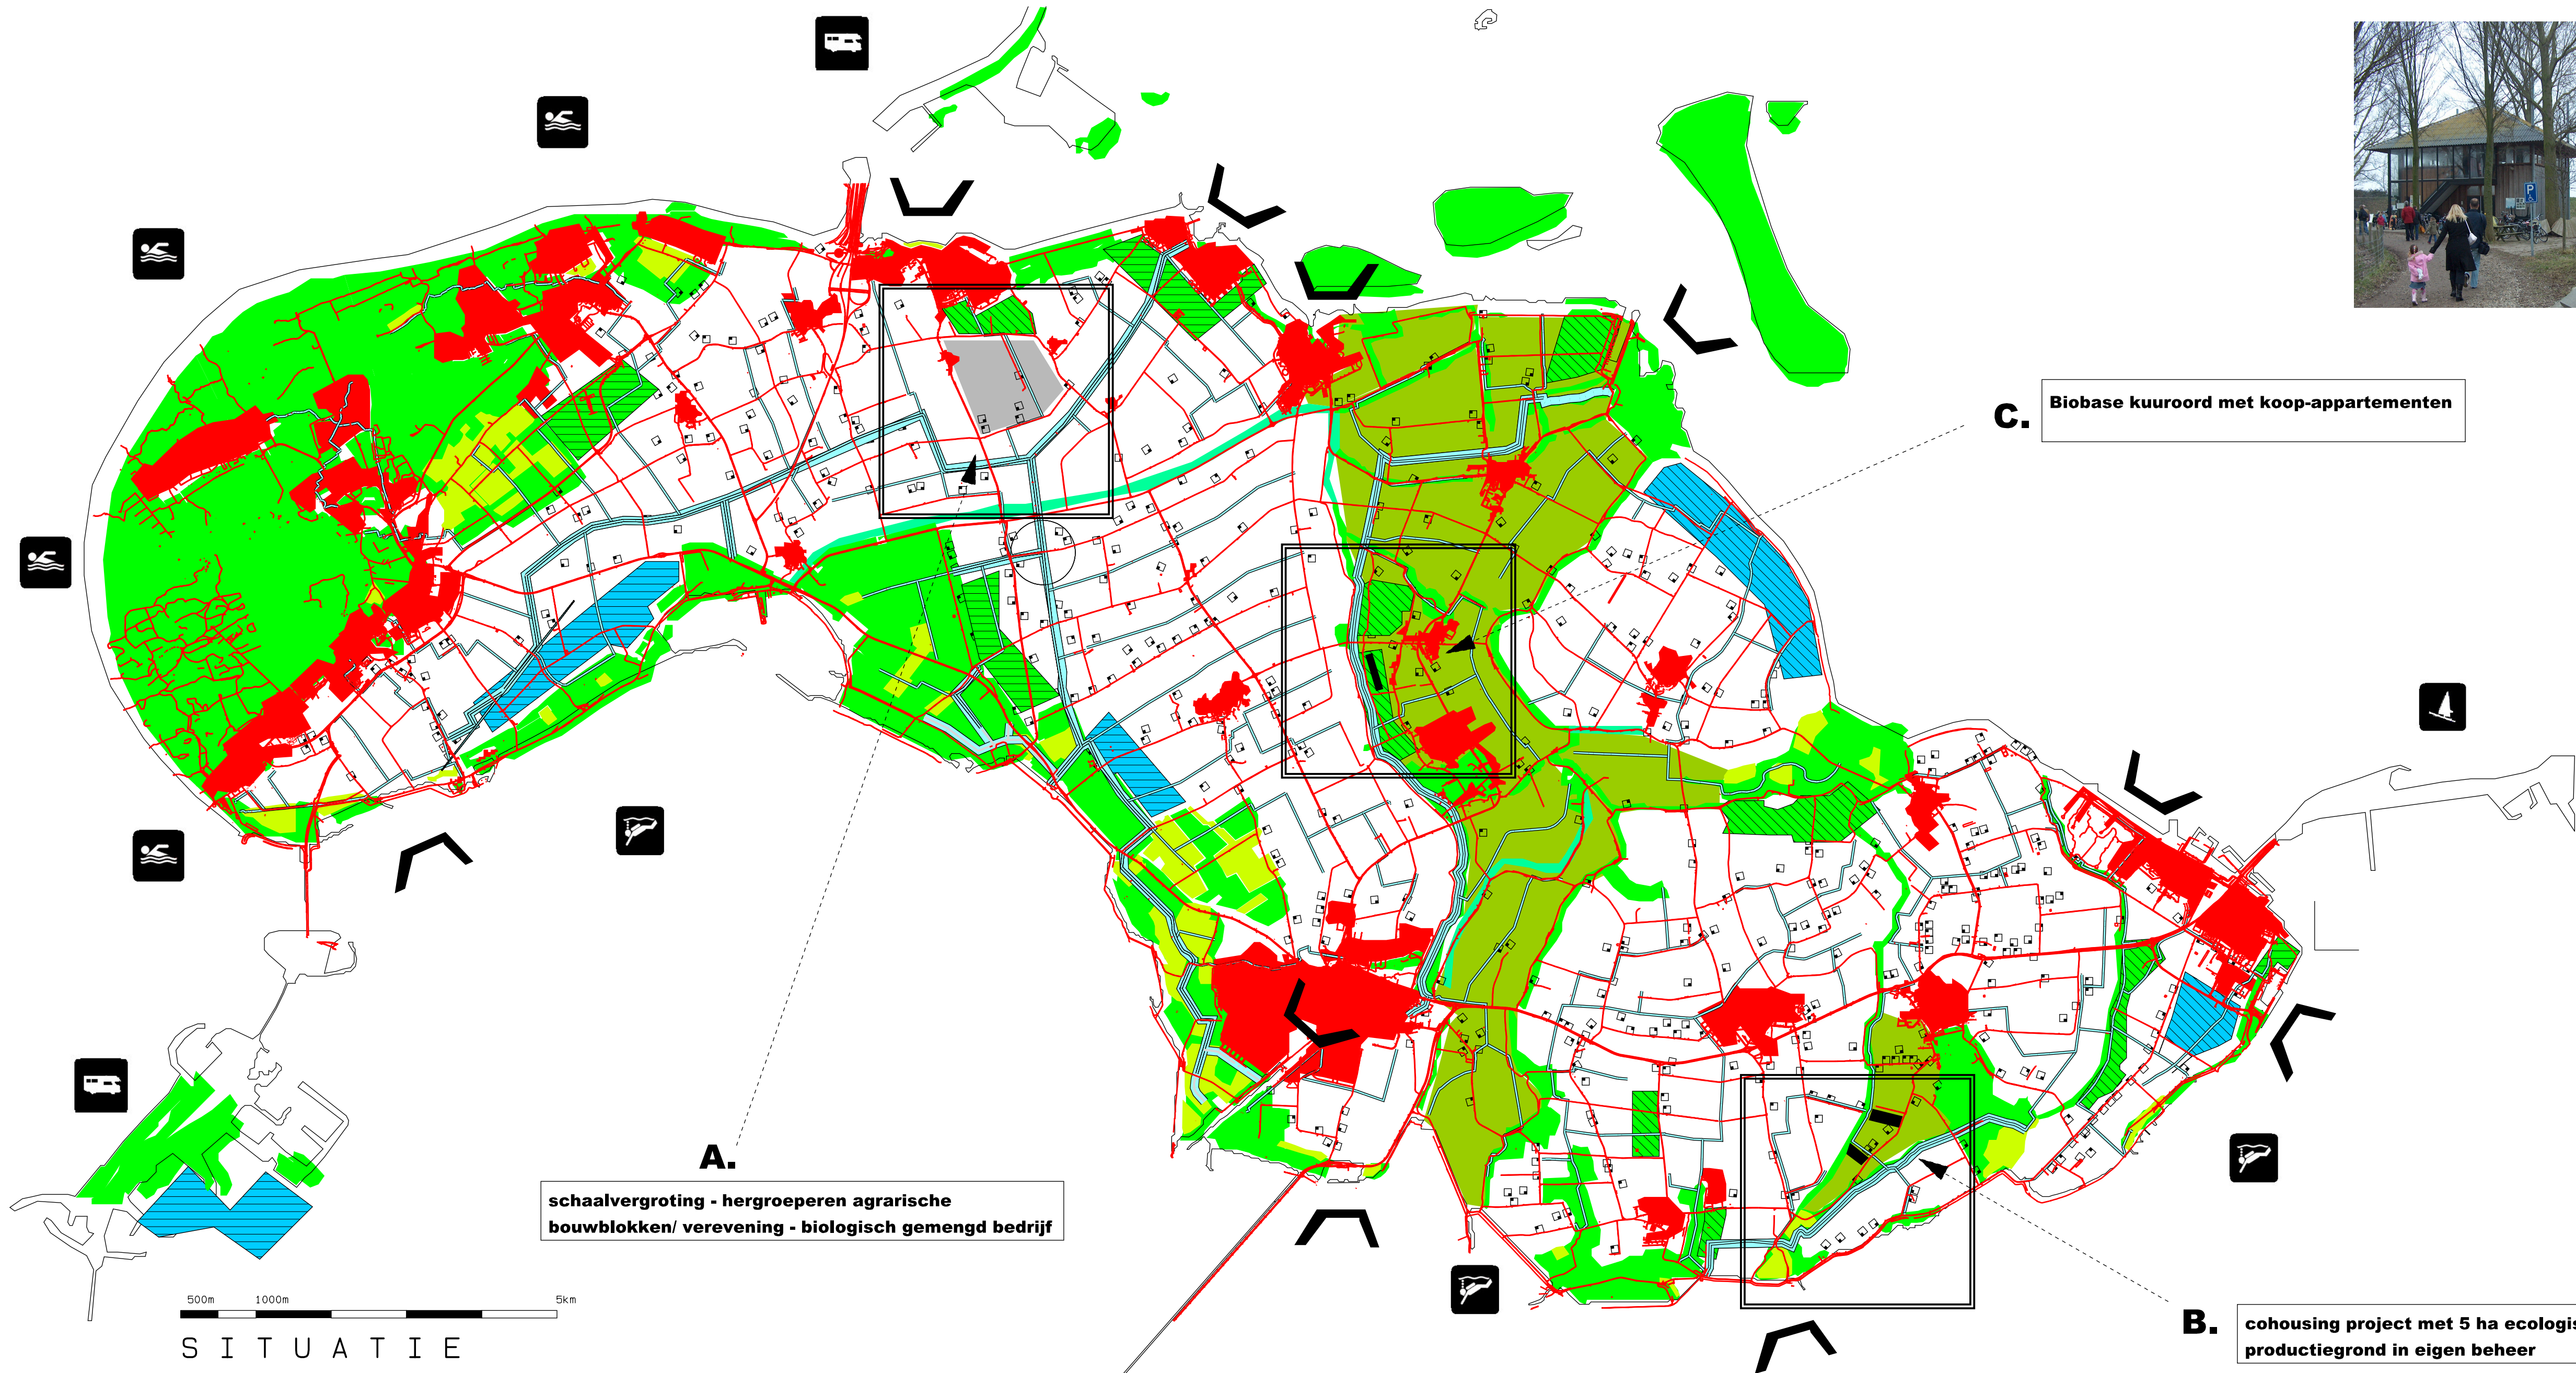 P
C.
Biobase kuuroord met koop-appartementen
A.
schaalvergroting - hergroeperen agrarische
bouwblokken/ verevening - biologisch gemengd bedrijf
500m 1000m 5km
SITUATIE
B.
cohousing project met 5 ha ecologis
productiegrond in eigen beheer